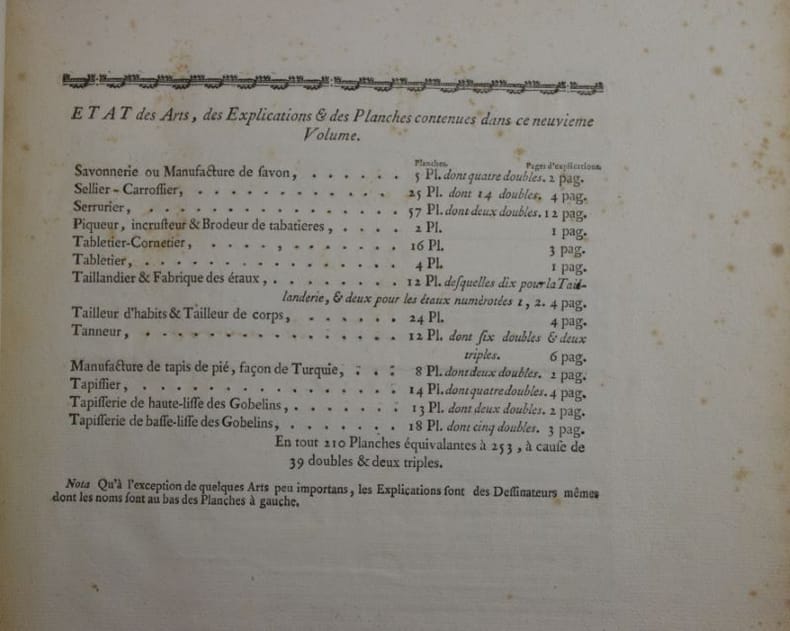 ETAT des Arts, des Explications & des Planches contenues dans ce neuvieme
Volume.
Planches. Pages d'explications.
Savonnerie ou Manufacture de savon, . . . . . . 5 Pl. dont quatre doubles. 2 pag.
Sellier-Carrossier, . . . . . . . . . . . . 25 Pl. dont 14 doubles. 4 pag.
Serrurier, . . . . . . . . . . . . . . . 57 Pl. dont deux doubles. 12 pag.
Piqueur, incrusteur & Brodeur de tabatieres, . . . . 2 Pl. 1 pag.
Tabletier-Cornetier, . . . . , . . . . . . . 16 Pl. 3 pag.
Tabletier, . . . . . . . . . . . . . . . 4 Pl. 1 pag.
Taillandier & Fabrique des étaux, . . . . . . . . 12 Pl. desquelles dix pour la Tail-
landerie, & deux pour les étaux numérotées 1, 2. 4 pag.
Tailleur d'habits & Tailleur de corps, . . . . . . 24 Pl. 4 pag.
Tanneur, . . . . . . . . . . . . . . . 12 Pl. dont six doubles & deux
triples. 6 pag.
Manufacture de tapis de pié, façon de Turquie, . . . 8 Pl. dont deux doubles. 2 pag.
Tapissier, . . . . . . . . . . . . . . . 14 Pl. dont quatre doubles. 4 pag.
Tapisserie de haute-lisse des Gobelins, . . . . . . . 13 Pl. dont deux doubles. 2 pag.
Tapisserie de basse-lisse des Gobelins, . . . . . . . 18 Pl. dont cinq doubles. 3 pag.
En tout 210 Planches équivalantes à 253, à cause de
39 doubles & deux triples.
Nota Qu'à l'exception de quelques Arts peu importans, les Explications sont des Dessinateurs mêmes
dont les noms sont au bas des Planches à gauche.